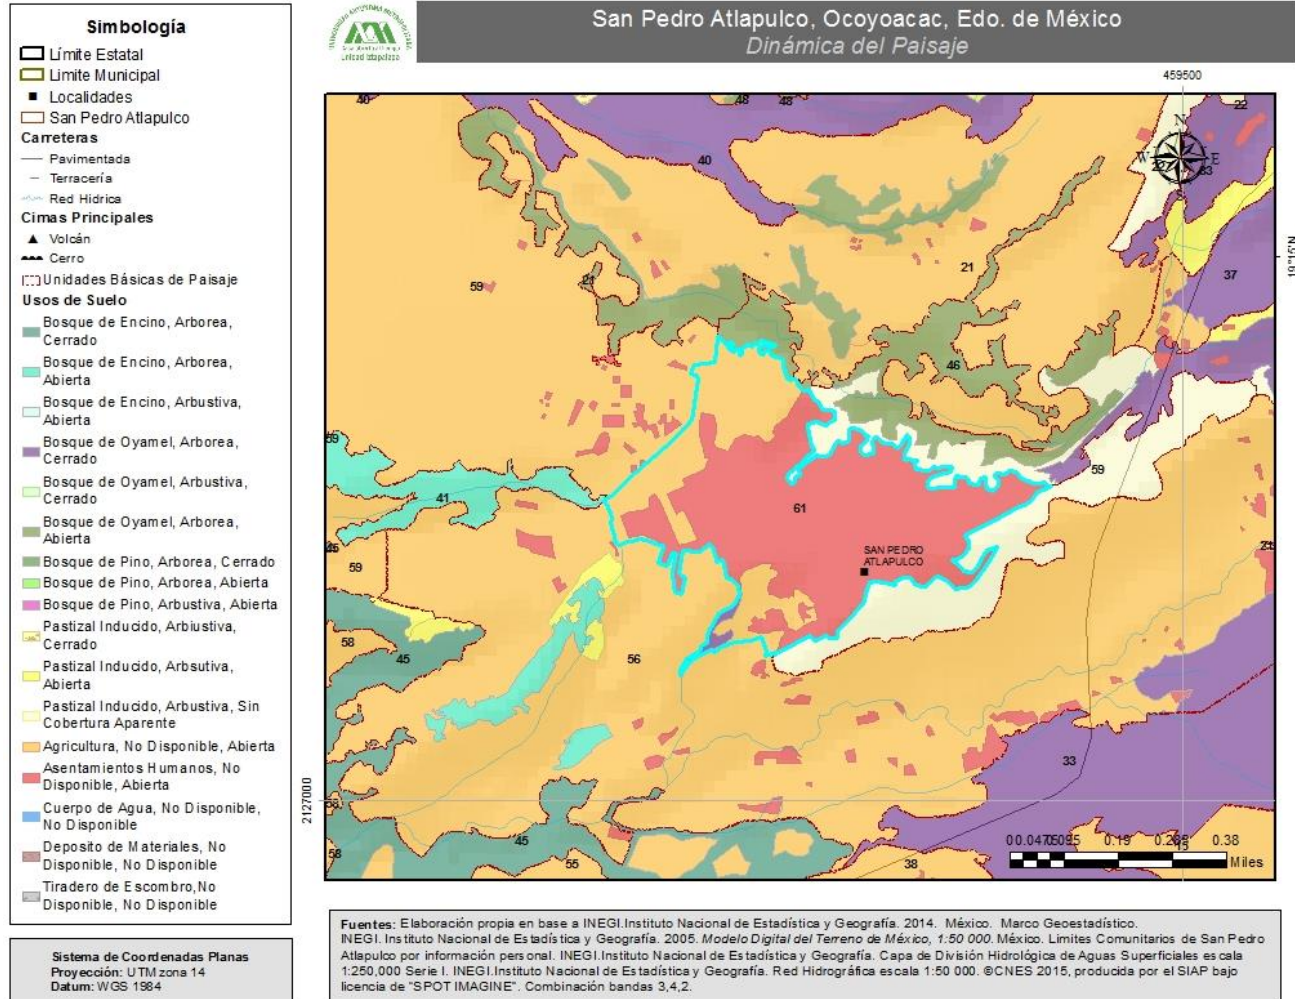 Simbología
Límite Estatal
Limite Municipal
Localidades
San Pedro Atlapulco
Carreteras
Pavimentada
Terracería
Red Hidrica
Cimas Principales
Volcán
Cerro
Unidades Básicas de Paisaje
Usos de Suelo
Bosque de Encino, Arborea,
Cerrado
Bosque de Encino, Arborea,
Abierta
Bosque de Encino, Arbustiva,
Abierta
Bosque de Oyamel, Arborea,
Cerrado
Bosque de Oyamel, Arbustiva,
Cerrado
Bosque de Oyamel, Arborea,
Abierta
Bosque de Pino, Arborea, Cerrado
Bosque de Pino, Arborea, Abierta
Bosque de Pino, Arbustiva, Abierta
Pastizal Inducido, Arbiustiva,
Cerrado
Pastizal Inducido, Arbsutiva,
Abierta
Pastizal Inducido, Arbustiva, Sin
Cobertura Aparente
Agricultura, No Disponible, Abierta
Asentamientos Humanos, No
Disponible, Abierta
Cuerpo de Agua, No Disponible,
No Disponible
Deposito de Materiales, No
Disponible, No Disponible
Tiradero de Escombro,No
Disponible, No Disponible
Sistema de Coordenadas Planas
Proyección: UTM zona 14
Datum: WGS 1984
Unidad Iztapalapa
San Pedro Atlapulco, Ocoyoacac, Edo. de México
Dinámica del Paisaje
459500
40
48
48
22
N
W
E
33
40
37
19°15'N
21
59
46
59
59
41
61
SAN PEDRO
ATLAPULCO
45
59
21
58
45
56
33
2127000
58
58
45
55
38
0.19
0.38
Miles
Fuentes: Elaboración propia en base a INEGI.Instituto Nacional de Estadística y Geografía. 2014. México. Marco Geoestadístico.
INEGI. Instituto Nacional de Estadística y Geografía. 2005. Modelo Digital del Terreno de México, 1:50 000. México. Limites Comunitarios de San Pedro
Atlapulco por información personal. INEGI.Instituto Nacional de Estadística y Geografía. Capa de División Hidrológica de Aguas Superficiales escala
1:250,000 Serie I. INEGI.Instituto Nacional de Estadística y Geografía. Red Hidrográfica escala 1:50 000. ©CNES 2015, producida por el SIAP bajo
licencia de "SPOT IMAGINE". Combinación bandas 3,4,2.